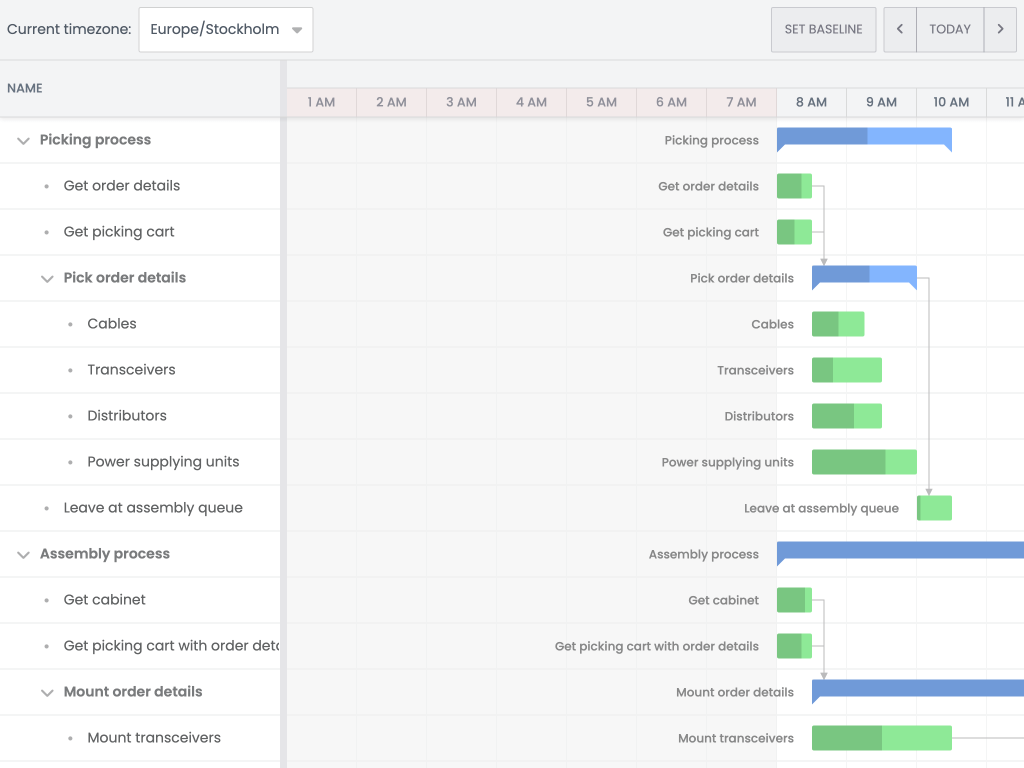 Current timezone: Europe/Stockholm SET BASELINE TODAY
NAME
1 AM 2 AM 3 AM 4 AM 5 AM 6 AM 7 AM 8 AM 9 AM 10 AM 11 A
Picking process Picking process
Get order details Get order details
Get picking cart Get picking cart
Pick order details Pick order details
Cables Cables
Transceivers Transceivers
Distributors Distributors
Power supplying units Power supplying units
Leave at assembly queue Leave at assembly queue
Assembly process Assembly process
Get cabinet Get cabinet
Get picking cart with order deta Get picking cart with order details
Mount order details Mount order details
Mount transceivers Mount transceivers